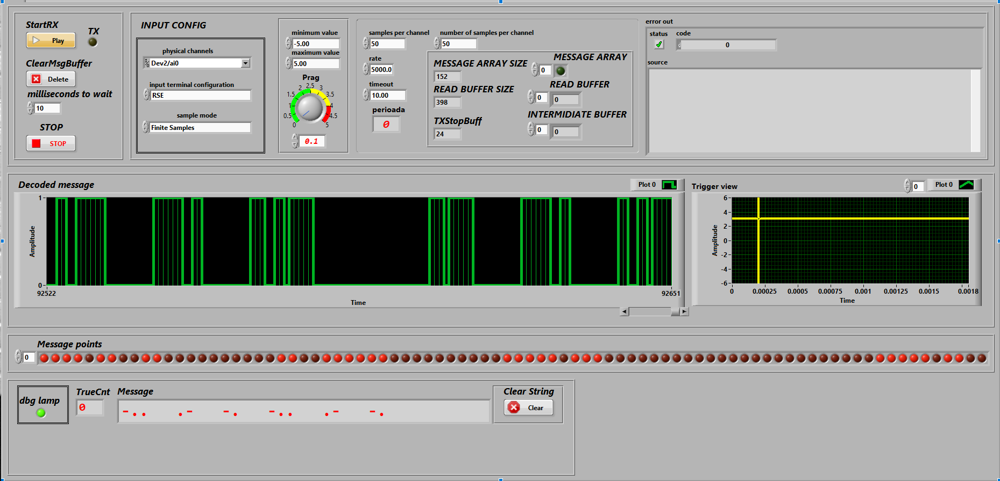 StartRX
TX
Play
ClearMsgBuffer
Delete
milliseconds to wait
10
STOP
STOP
INPUT CONFIG
physical channels
Dev2/ai0
input terminal configuration
RSE
sample mode
Finite Samples
minimum value
-5.00
maximum value
5.00
Prag
0
0.5
1
1.5
2
2.5
3
3.5
4
4.5
5
0.1
samples per channel
50
number of samples per channel
50
rate
5000.0
timeout
10.00
perioada
0
MESSAGE ARRAY SIZE
152
READ BUFFER SIZE
398
TXStopBuff
24
MESSAGE ARRAY
0
READ BUFFER
0
0
INTERMIDIATE BUFFER
0
0
error out
status
code
0
source
Decoded message
Plot 0
Amplitude
1
0
92522
92651
Time
Trigger view
0
Plot 0
Amplitude
6
4
2
0
-2
-4
-6
0
0.00025
0.0005
0.00075
0.001
0.00125
0.0015
0.0018
Time
Message points
0
dbg lamp
TrueCnt
0
Message
-.. .- -. -.. .- -.
Clear String
Clear